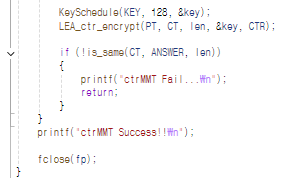 KeySchedule(KEY, 128, &key);
LEA_ctr_encrypt(PT, CT, len, &key, CTR);
if (!is_same(CT, ANSWER, len))
{
printf("ctrMMT Fail...₩n");
return;
}
}
printf("ctrMMT Success!!₩n");
fclose(fp);
}